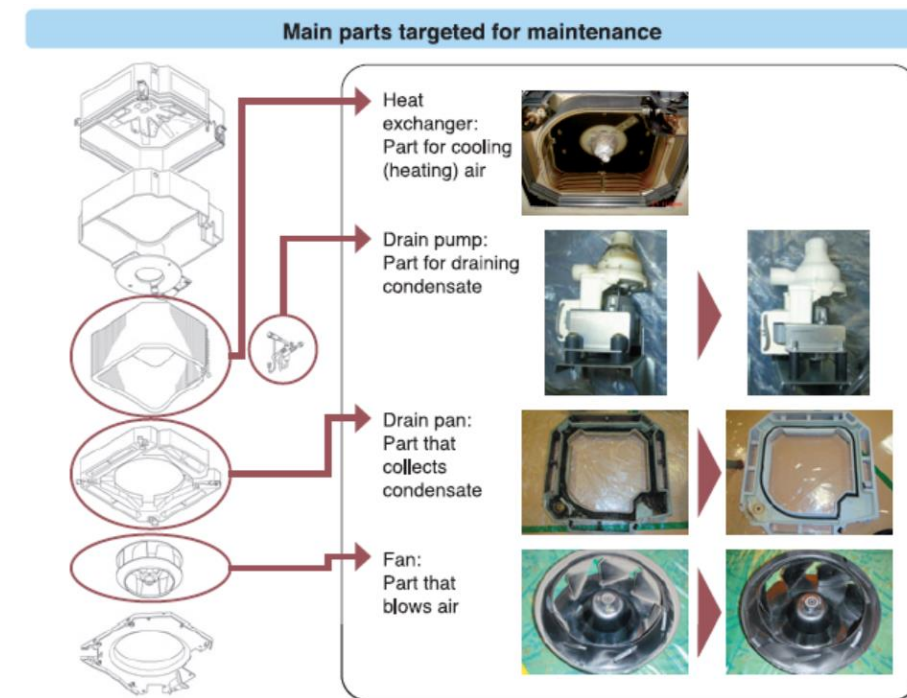 Main parts targeted for maintenance
Heat
exchanger:
Part for cooling
(heating) air
Drain pump:
Part for draining
condensate
Drain pan:
Part that
collects
condensate
Fan:
Part that
blows air